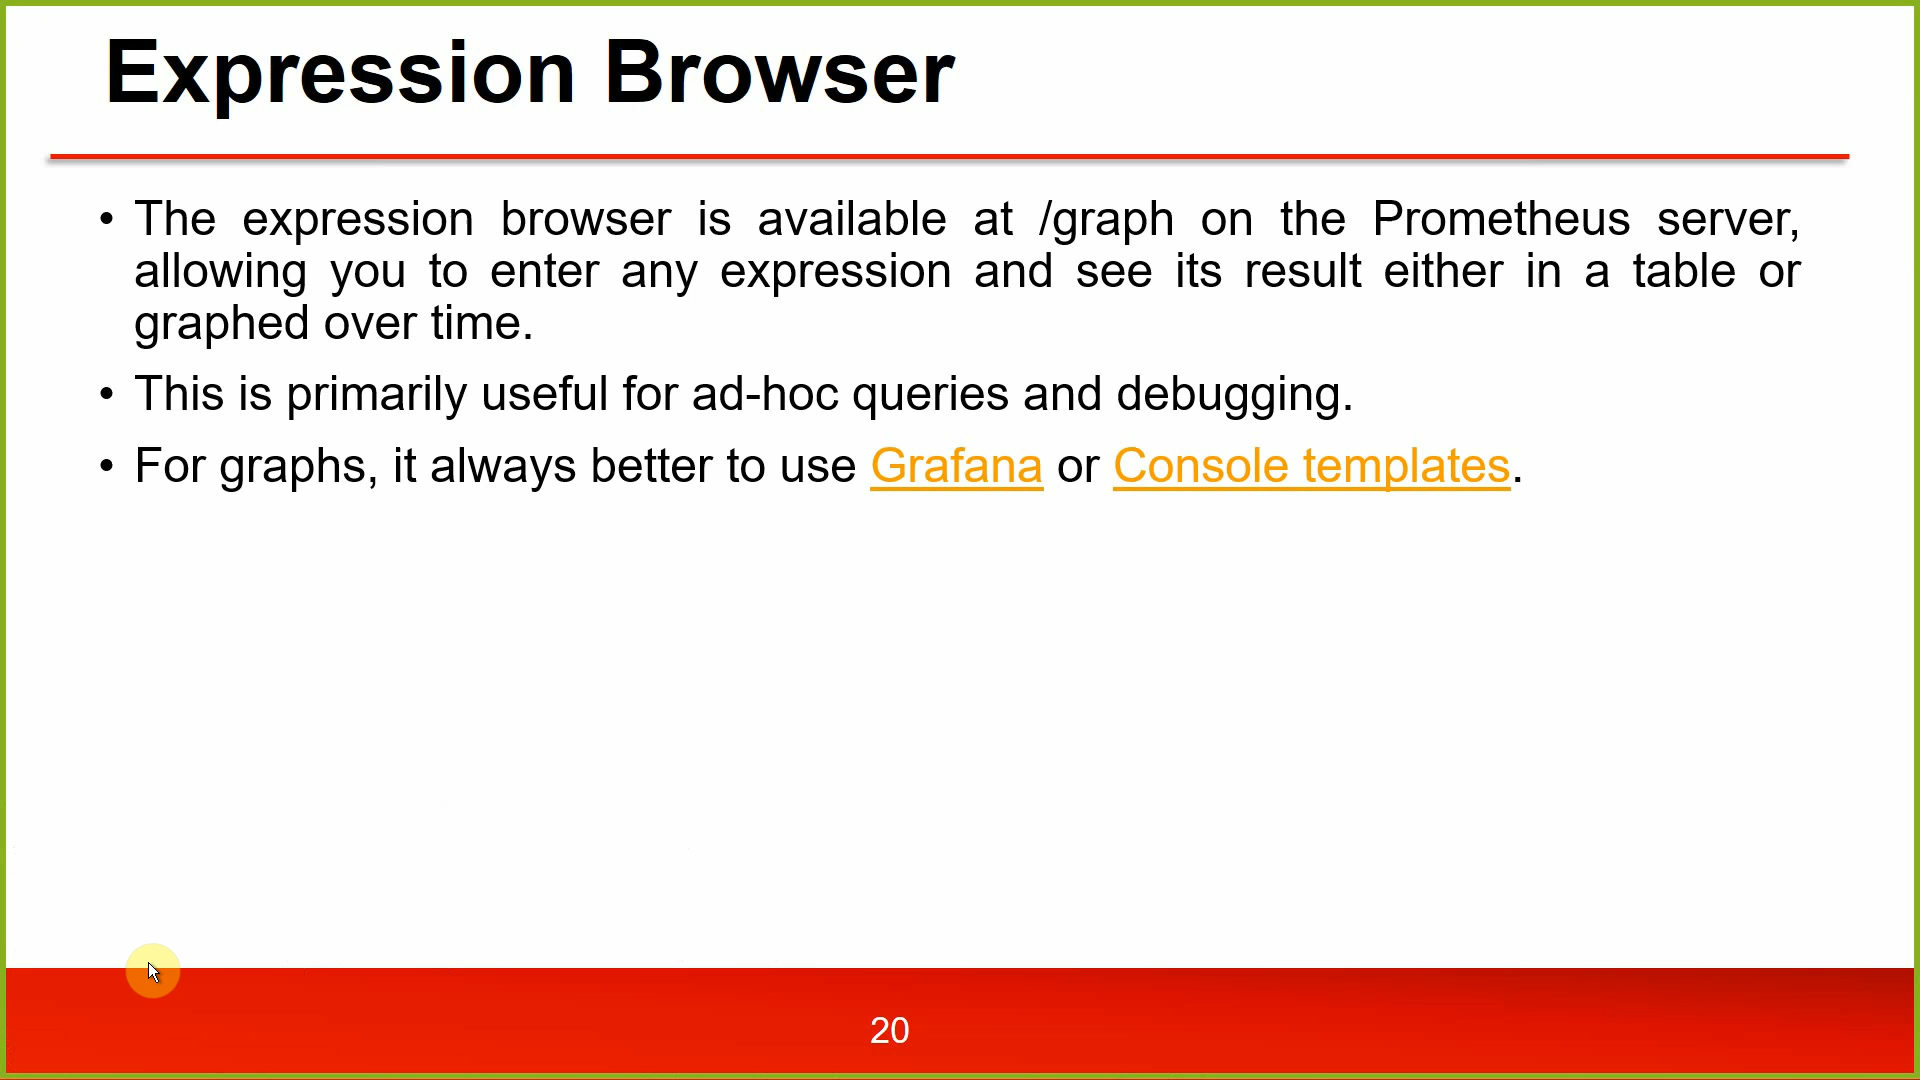 Expression Browser
• The expression browser is available at /graph on the Prometheus server,
allowing you to enter any expression and see its result either in a table or
graphed over time.
• This is primarily useful for ad-hoc queries and debugging.
• For graphs, it always better to use Grafana or Console templates.
20